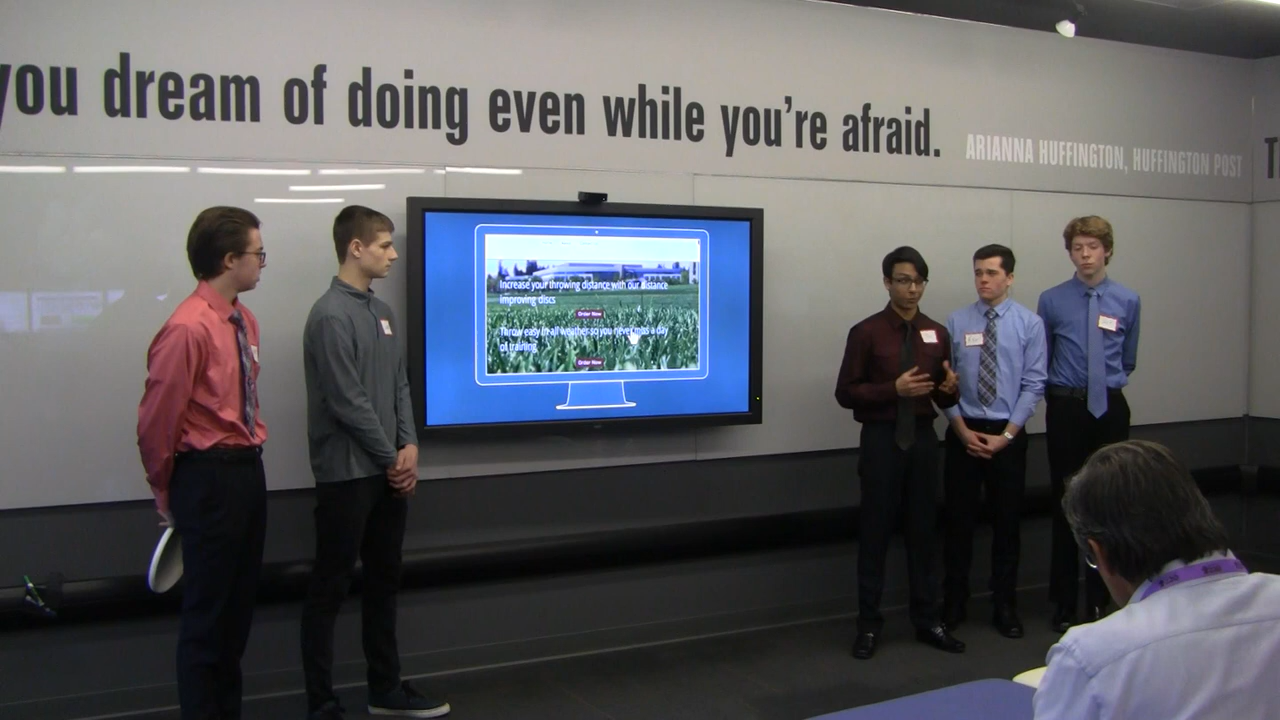 you dream of doing even while you're afraid.
ARIANNA HUFFINGTON, HUFFINGTON POST
Increase your throwing distance with our distance
improving discs
Order Now
Throw easy in all weather so you never miss a day
of training
Order Now